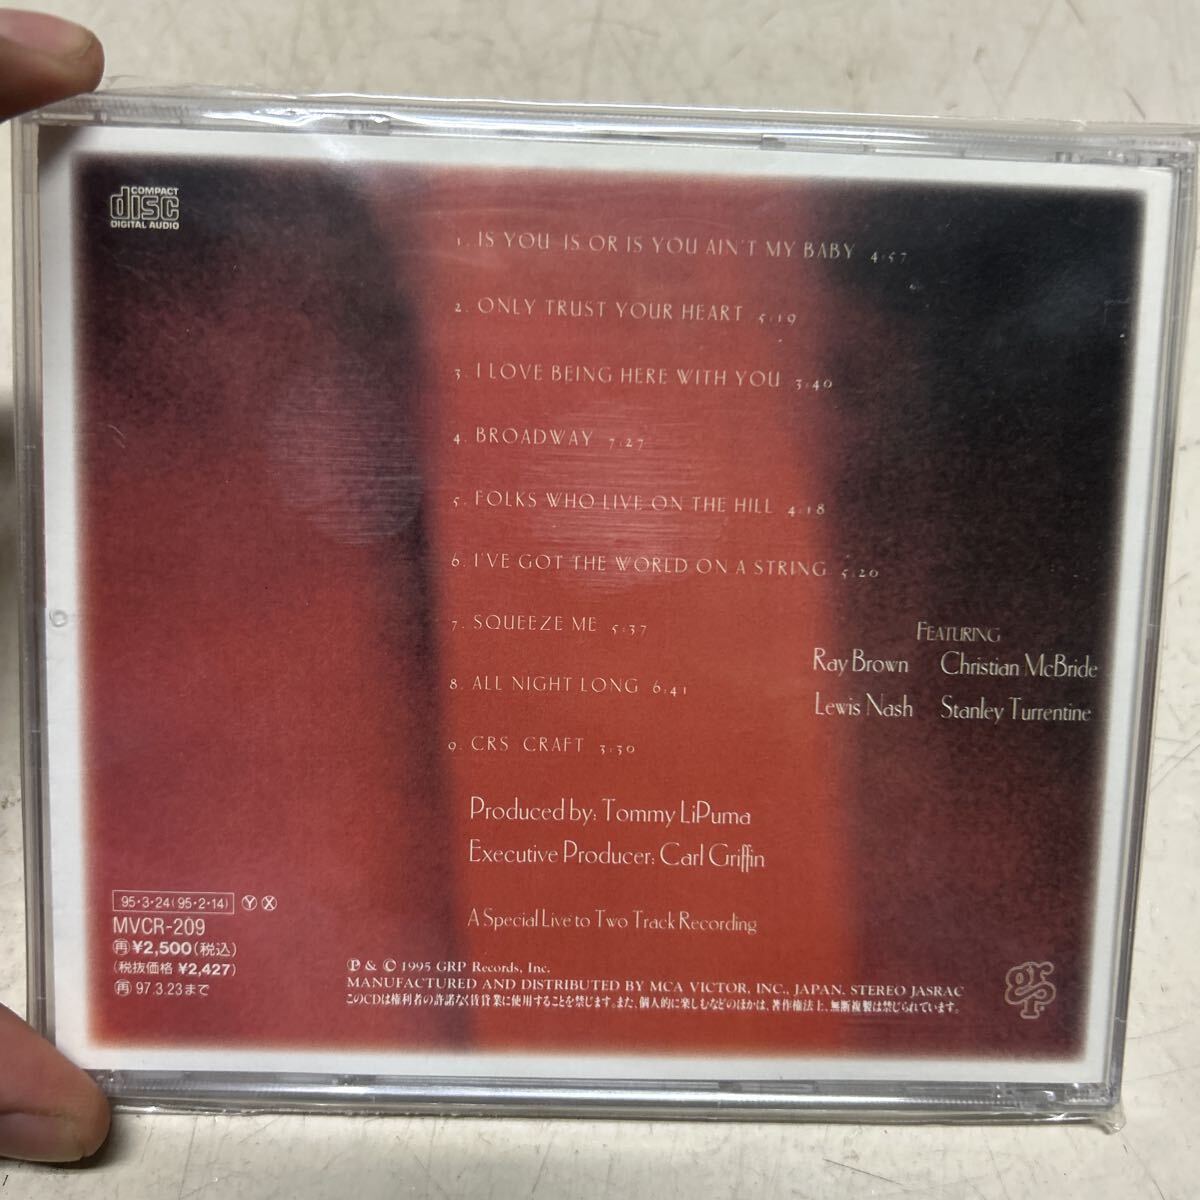 COMPACT
disc
DIGITAL AUDIO
1. IS YOU IS OR IS YOU AIN'T MY BABY 4:57
2. ONLY TRUST YOUR HEART 5:19
3. I LOVE BEING HERE WITH YOU 3:40
4. BROADWAY 7:27
5. FOLKS WHO LIVE ON THE HILL 4:18
6. I'VE GOT THE WORLD ON A STRING 5:20
7. SQUEEZE ME 5:37
8. ALL NIGHT LONG 6:41
9. CRS CRAFT 3:30
FEATURING
Ray Brown Christian McBride
Lewis Nash Stanley Turrentine
Produced by: Tommy LiPuma
Executive Producer: Carl Griffin
A Special Live to Two Track Recording
95・3・24(95・2・14) Ⓨ Ⓧ
MVCR-209
㊢¥2,500(税込)
(税抜価格 ¥2,427)
97.3.23まで
Ⓟ & © 1995 GRP Records, Inc.
MANUFACTURED AND DISTRIBUTED BY MCA VICTOR, INC., JAPAN. STEREO JASRAC
このCDは権利者の許諾なく賃貸業に使用することを禁じます。また、個人的に楽しむなどのほかは、著作権法上、無断複製は禁じられています。
GRP